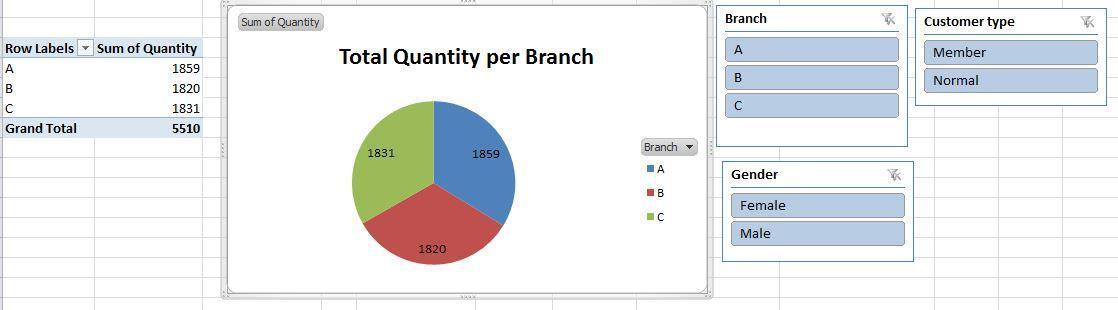 Row Labels Sum of Quantity
A 1859
B 1820
C 1831
Grand Total 5510
Sum of Quantity
Total Quantity per Branch
1831
1859
1820
Branch
A
B
C
Branch
A
B
C
Customer type
Member
Normal
Gender
Female
Male